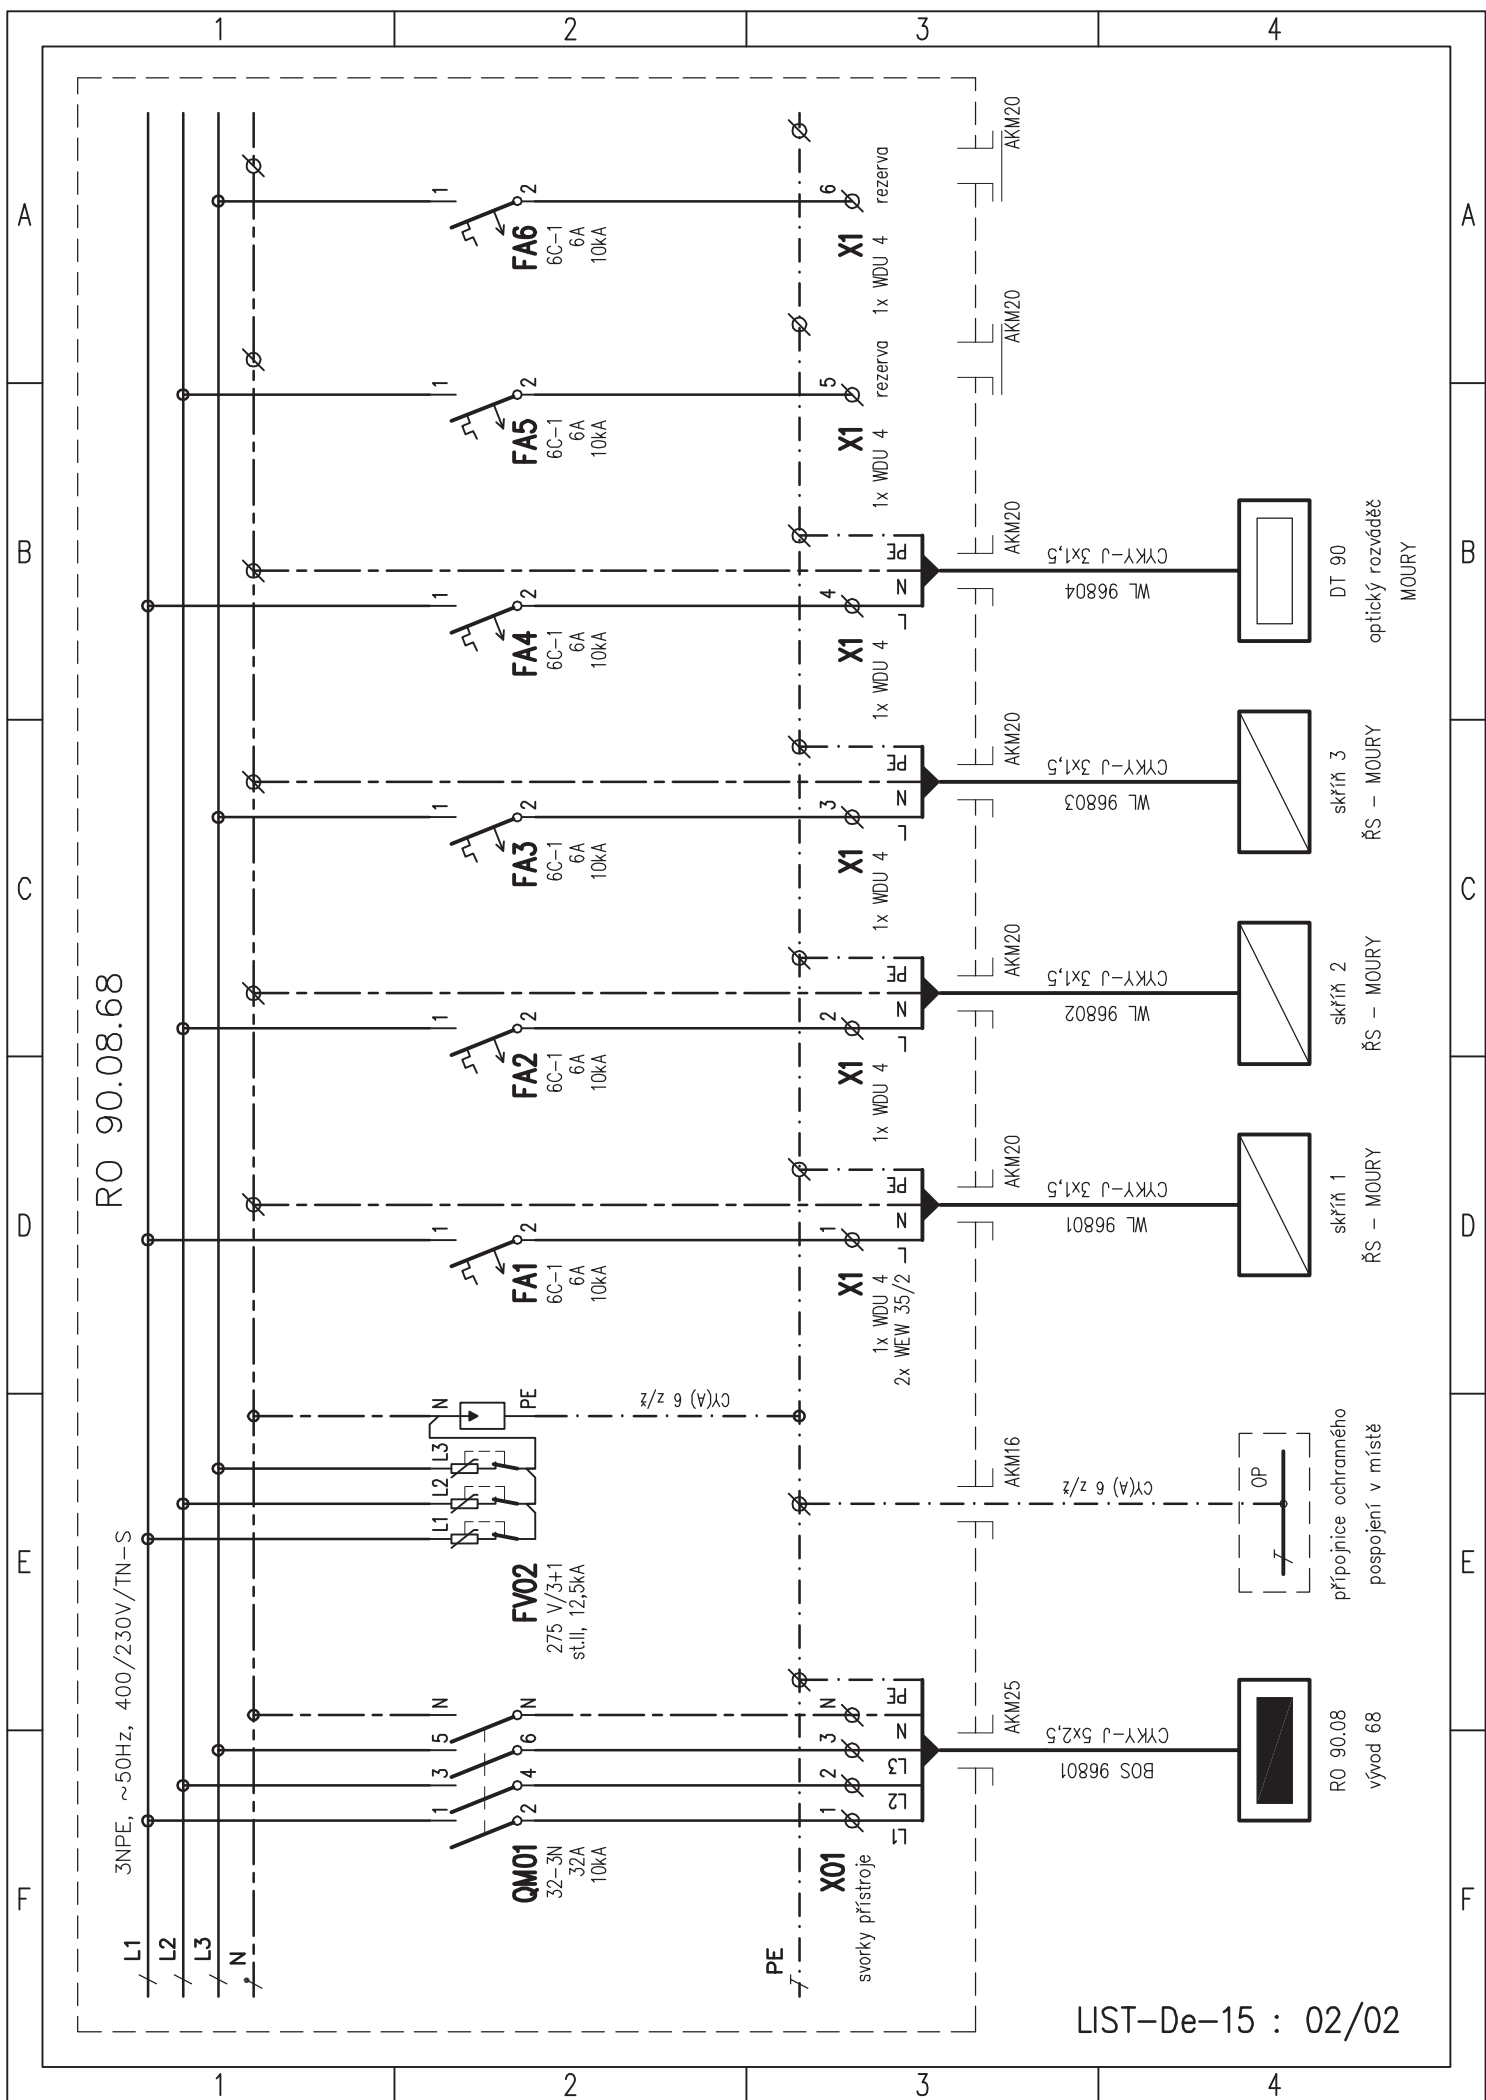 1
2
3
4
A
B
C
D
E
F
A
B
C
D
E
F
1
2
3
4
RO 90.08.68
3NPE, ~50Hz, 400/230V/TN-S
L1
L2
L3
N
PE
QM01
32-3N
32A
10kA
1
3
5
N
2
4
6
N
X01
svorky přístroje
1
2
3
N
L1
L2
L3
N
PE
AKM25
BOS 96801
CYKY-J 5x2,5
RO 90.08
vývod 68
FV02
275 V/3+1
st.II, 12,5kA
L1
L2
L3
N
PE
CY(A) 6 z/ž
AKM16
CY(A) 6 z/ž
OP
přípojnice ochranného
pospojení v místě
FA1
6C-1
6A
10kA
1
2
X1
1x WDU 4
2x WEW 35/2
1
L
N
PE
AKM20
WL 96801
CYKY-J 3x1,5
skříň 1
ŘS - MOURY
FA2
6C-1
6A
10kA
1
2
X1
1x WDU 4
2
L
N
PE
AKM20
WL 96802
CYKY-J 3x1,5
skříň 2
ŘS - MOURY
FA3
6C-1
6A
10kA
1
2
X1
1x WDU 4
3
L
N
PE
AKM20
WL 96803
CYKY-J 3x1,5
skříň 3
ŘS - MOURY
FA4
6C-1
6A
10kA
1
2
X1
1x WDU 4
4
L
N
PE
AKM20
WL 96804
CYKY-J 3x1,5
DT 90
optický rozváděč
MOURY
FA5
6C-1
6A
10kA
1
2
X1
1x WDU 4
5
rezerva
AKM20
FA6
6C-1
6A
10kA
1
2
X1
1x WDU 4
6
rezerva
AKM20
LIST-De-15 : 02/02